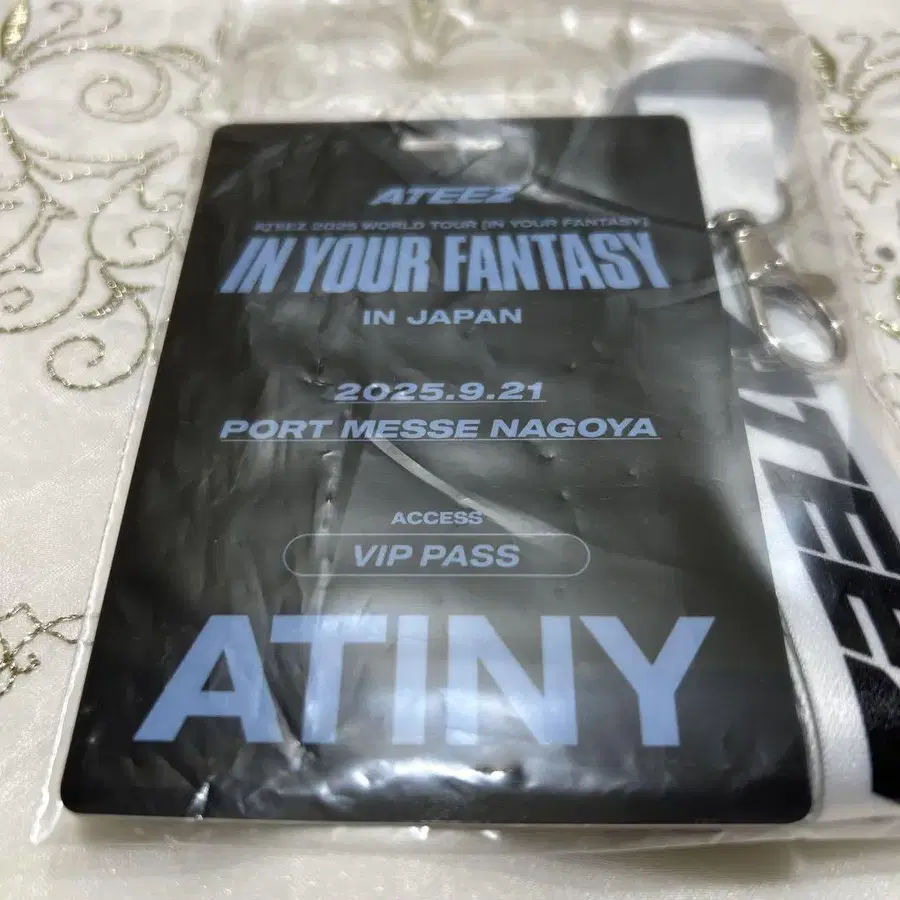 ATEEZ
ATEEZ 2025 WORLD TOUR [IN YOUR FANTASY]
IN YOUR FANTASY
IN JAPAN
2025.9.21
PORT MESSE NAGOYA
ACCESS
VIP PASS
ATINY